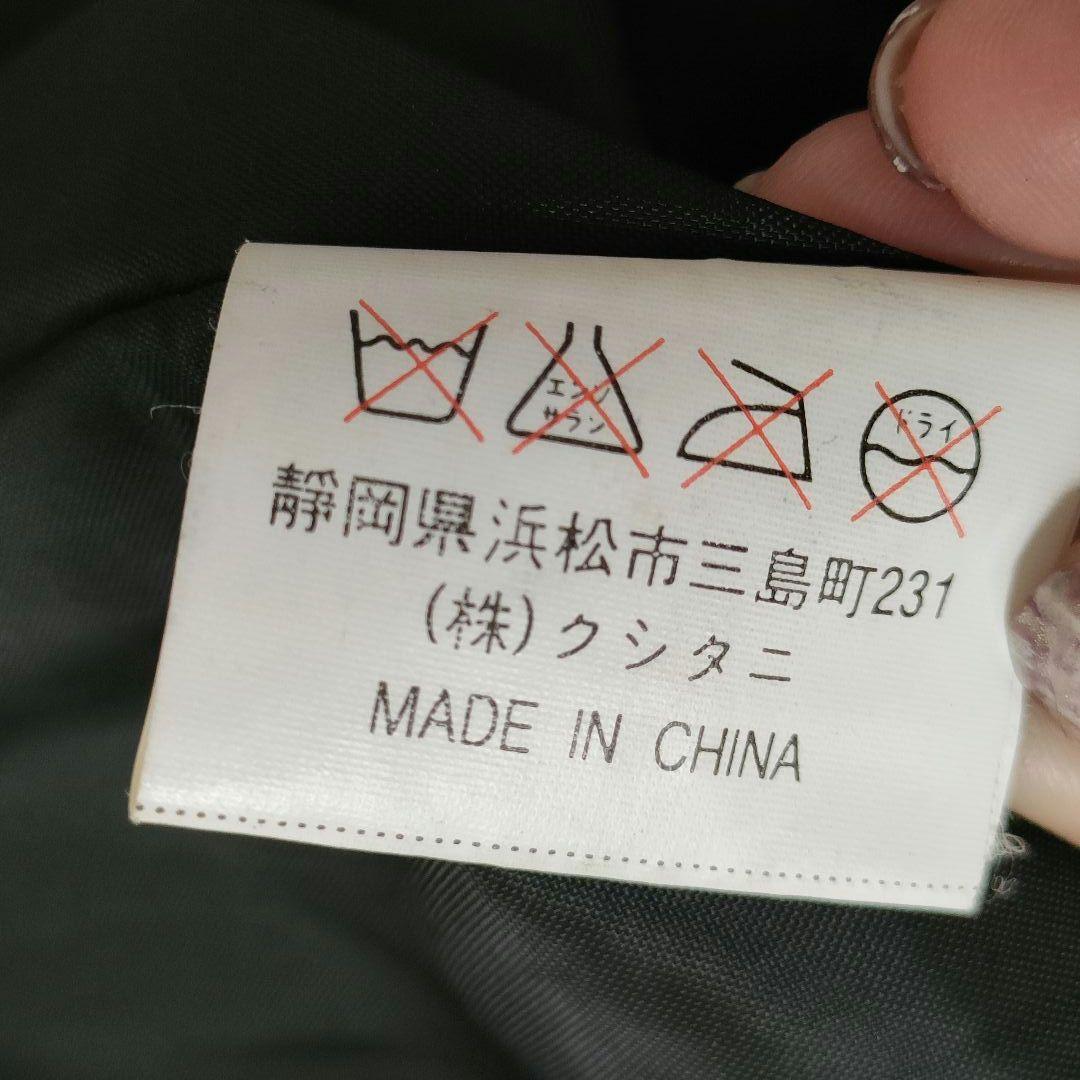 エンソ
サラシ
ドライ
静岡県浜松市三島町231
(株)クシタニ
MADE IN CHINA